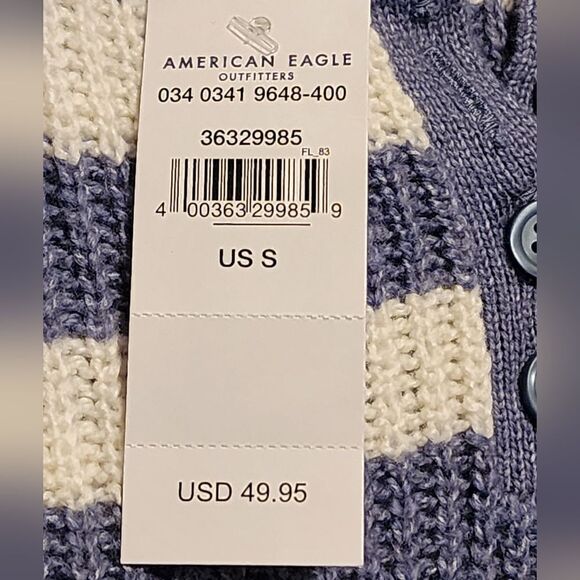 AMERICAN EAGLE
OUTFITTERS
034 0341 9648-400
36329985
FL_83
4 00363 29985 9
US S
USD 49.95